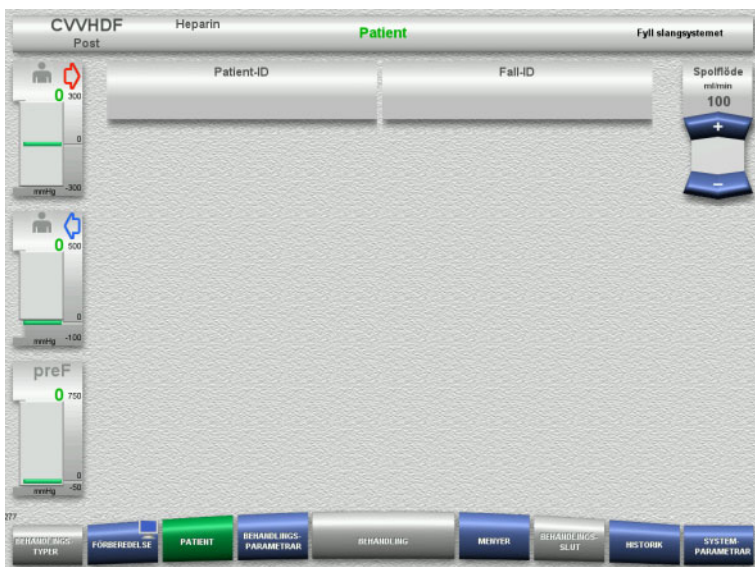 CVVHDF
Post
Heparin
Patient
Fyll slangsystemet
0
300
0
-300
mmHg
0
500
0
-100
mmHg
preF
0
750
0
-50
mmHg
Patient-ID
Fall-ID
Spolflöde
ml/min
100
+
−
277
BEHANDLINGS-
TYPER
FÖRBEREDELSE
PATIENT
BEHANDLINGS-
PARAMETRAR
BEHANDLING
MENYER
BEHANDLINGS-
SLUT
HISTORIK
SYSTEM-
PARAMETRAR